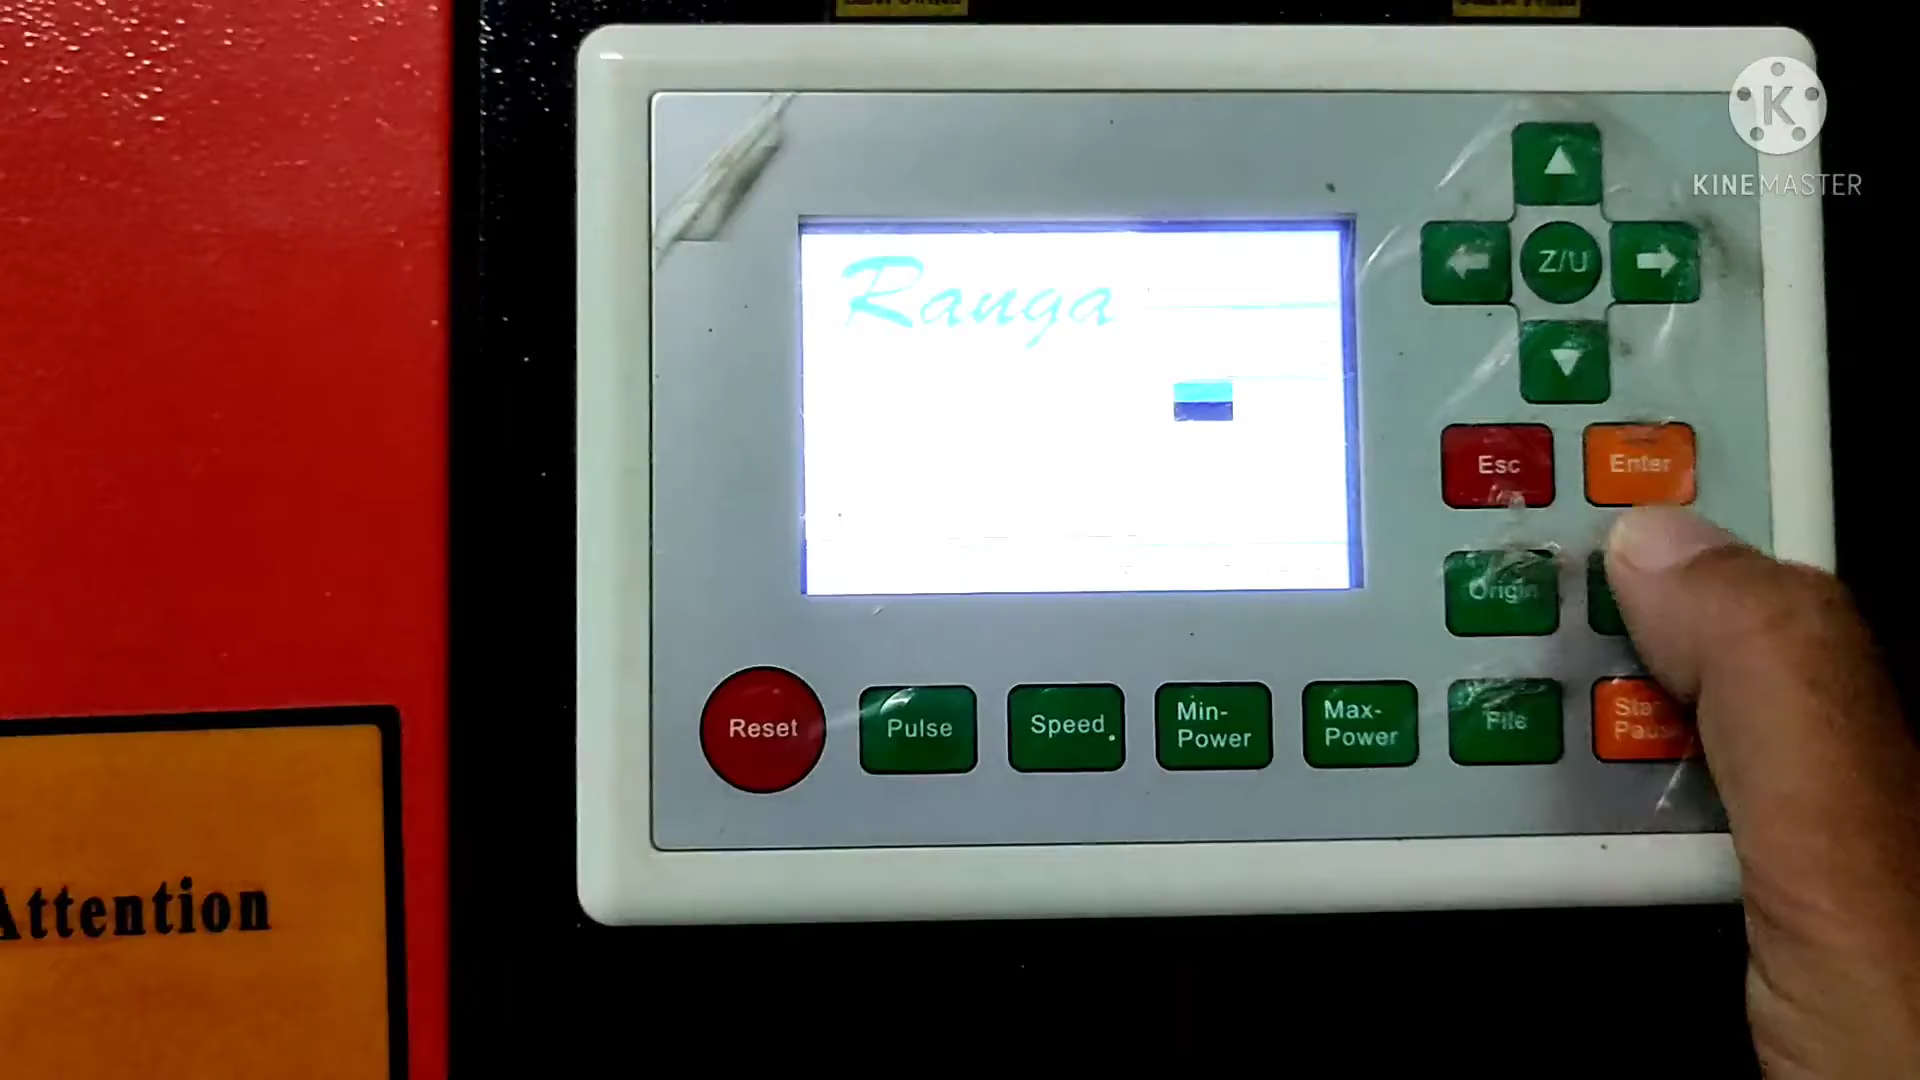 K
KINEMASTER
Ranga
Z/U
Esc
Enter
Origin
Reset
Pulse
Speed
Min-
Power
Max-
Power
File
Attention